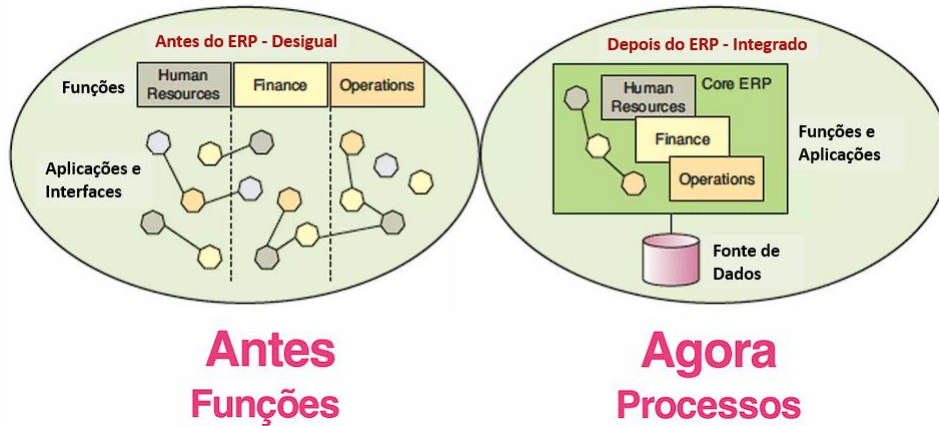 Antes do ERP - Desigual
Funções
Human
Resources
Finance
Operations
Aplicações e
Interfaces
Antes
Funções
Depois do ERP - Integrado
Human
Resources
Core ERP
Finance
Operations
Funções e
Aplicações
Fonte de
Dados
Agora
Processos